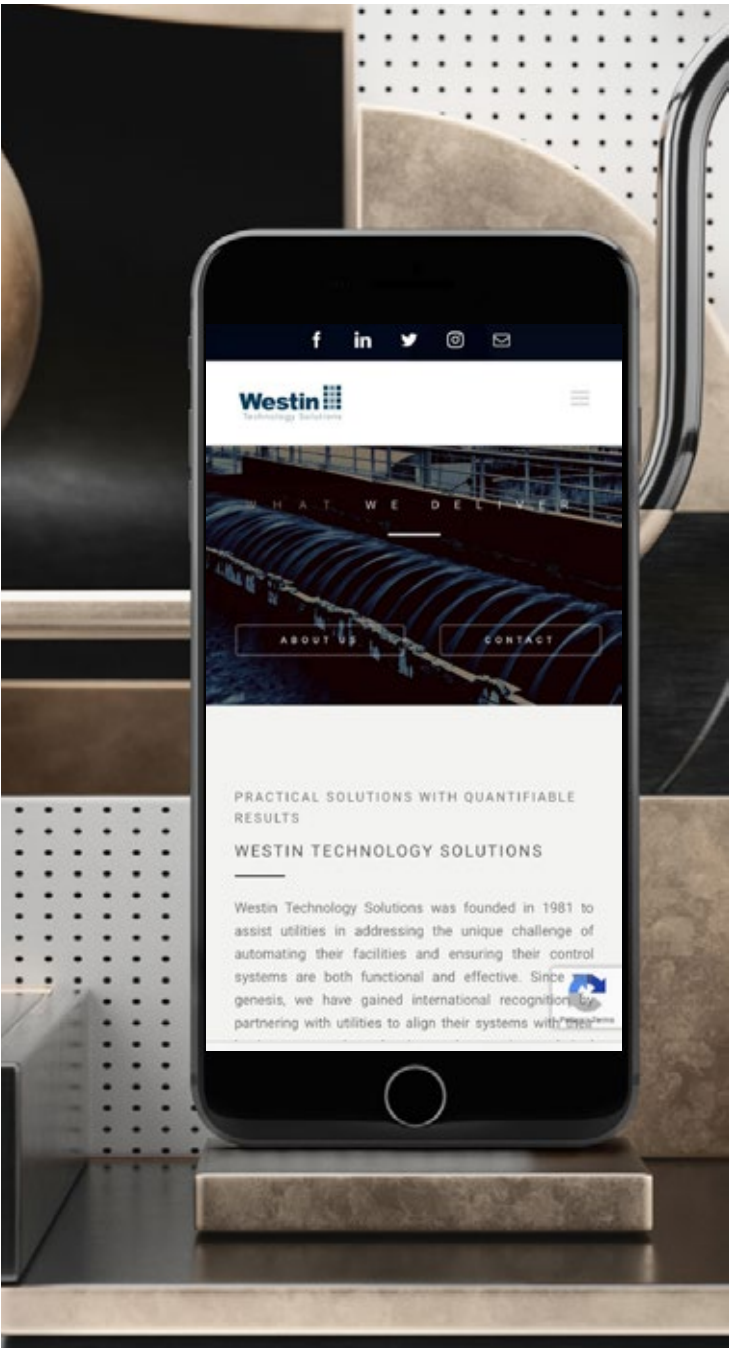 f in
Westin
Technology Solutions
WHAT WE DELIVER
ABOUT US CONTACT
PRACTICAL SOLUTIONS WITH QUANTIFIABLE
RESULTS
WESTIN TECHNOLOGY SOLUTIONS
Westin Technology Solutions was founded in 1981 to
assist utilities in addressing the unique challenge of
automating their facilities and ensuring their control
systems are both functional and effective. Since
genesis, we have gained international recognition by
partnering with utilities to align their systems with their